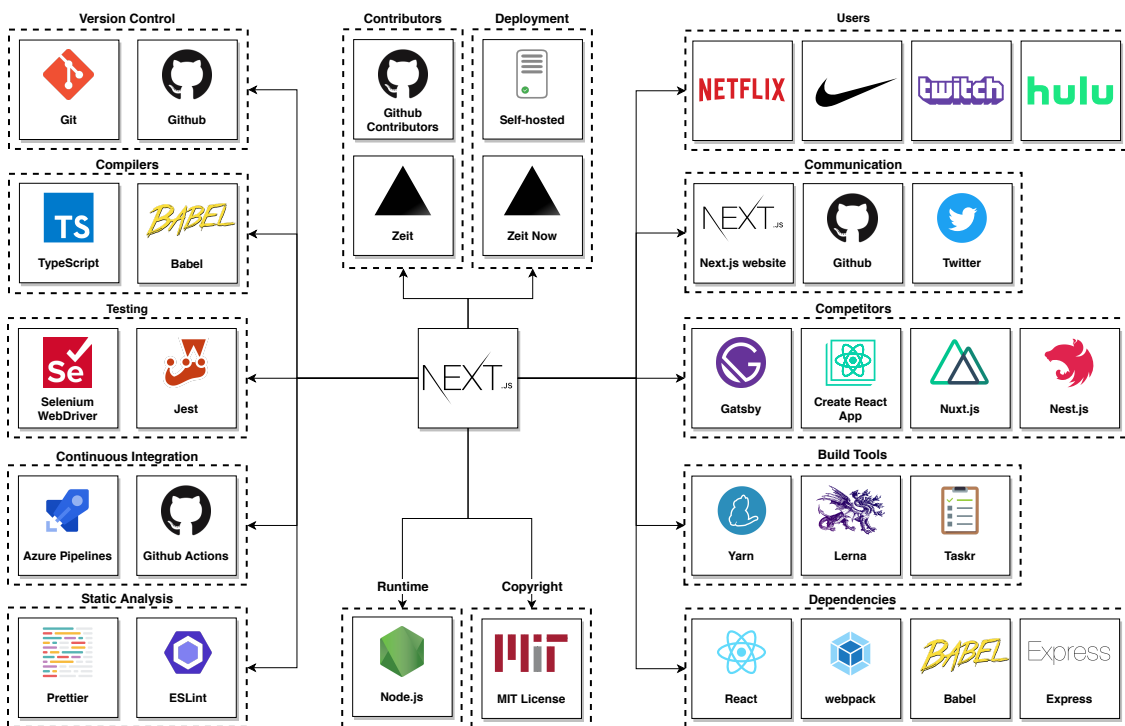 Version Control
Git
Github
Compilers
TS
TypeScript
BABEL
Babel
Testing
Se
Selenium
WebDriver
Jest
Continuous Integration
Azure Pipelines
Github Actions
Static Analysis
Prettier
ESLint
Contributors
Github
Contributors
Zeit
Deployment
Self-hosted
Zeit Now
NEXT.JS
Runtime
Node.js
Copyright
MIT
MIT License
Users
NETFLIX
twitch
hulu
Communication
NEXT.JS
Next.js website
Github
Twitter
Competitors
Gatsby
Create React
App
Nuxt.js
Nest.js
Build Tools
Yarn
Lerna
Taskr
Dependencies
React
webpack
BABEL
Babel
Express
Express